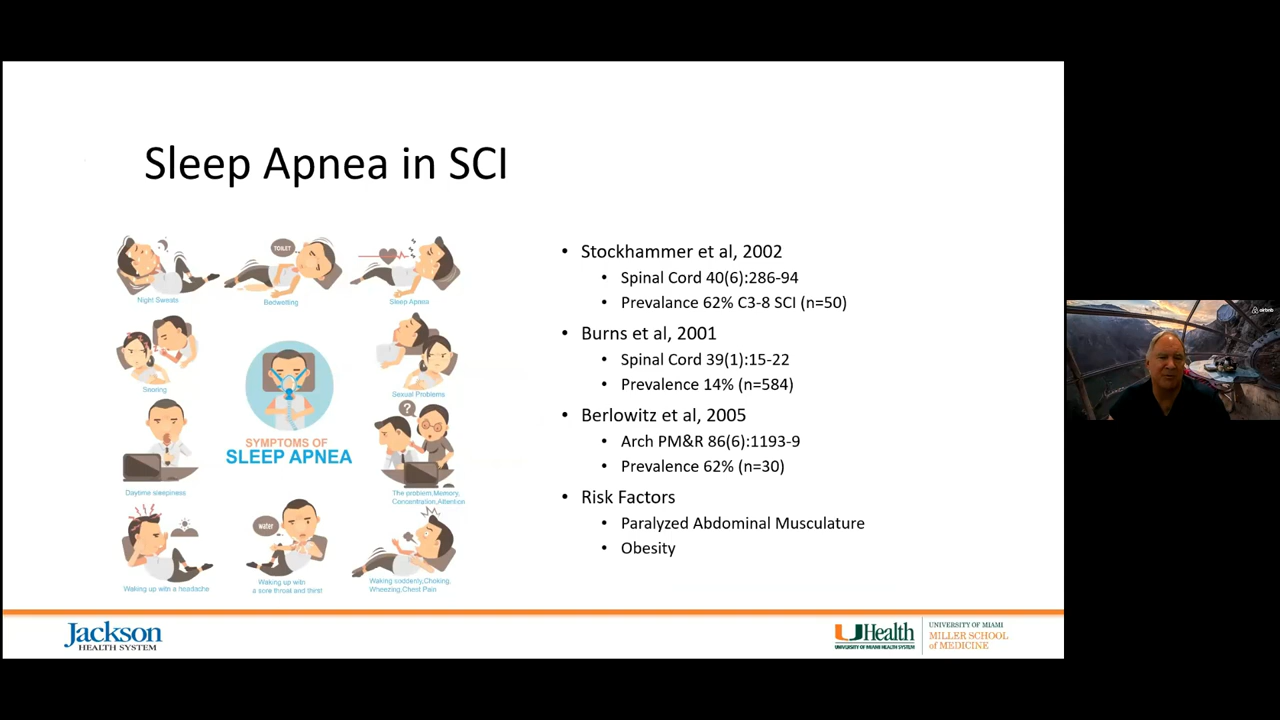 Sleep Apnea in SCI
TOILET
Night Sweats
Bedwetting
Sleep Apnea
Snoring
Sexual Problems
?
SYMPTOMS OF
SLEEP APNEA
Daytime sleepiness
The problem,Memory,
Concentration,Attention
water
Waking up with a headache
Waking up with
a sore throat and thirst
Waking suddenly,Choking,
Wheezing,Chest Pain
• Stockhammer et al, 2002
• Spinal Cord 40(6):286-94
• Prevalance 62% C3-8 SCI (n=50)
• Burns et al, 2001
• Spinal Cord 39(1):15-22
• Prevalence 14% (n=584)
• Berlowitz et al, 2005
• Arch PM&R 86(6):1193-9
• Prevalence 62% (n=30)
• Risk Factors
• Paralyzed Abdominal Musculature
• Obesity
airbnb
Jackson
HEALTH SYSTEM
UHealth
UNIVERSITY OF MIAMI HEALTH SYSTEM
UNIVERSITY OF MIAMI
MILLER SCHOOL
of MEDICINE